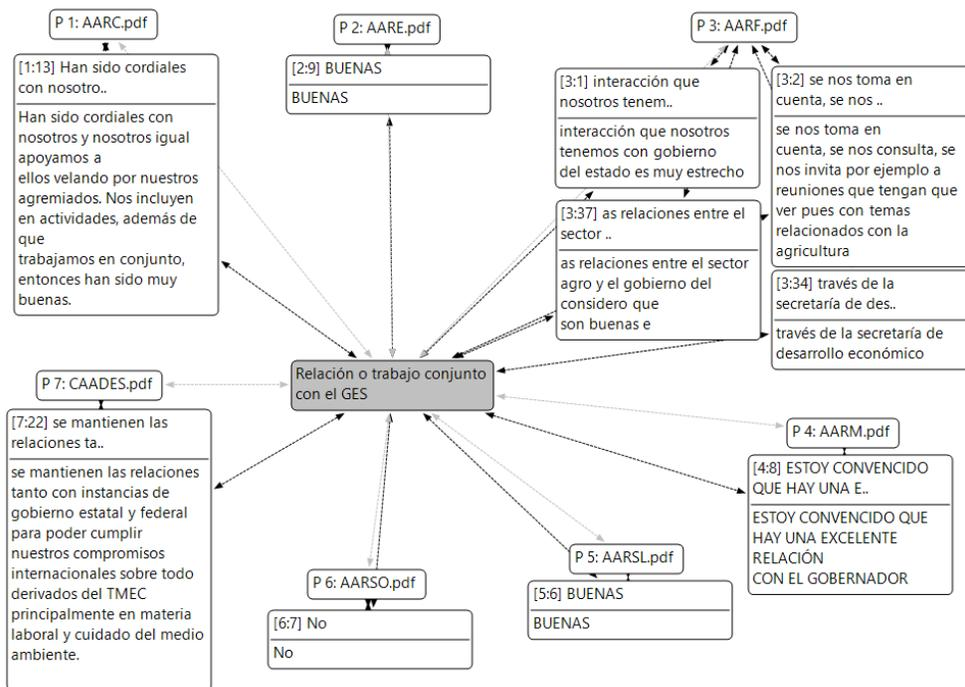 P 1: AARC.pdf
[1:13] Han sido cordiales
con nosotro..
Han sido cordiales con
nosotros y nosotros igual
apoyamos a
ellos velando por nuestros
agremiados. Nos incluyen
en actividades, además de
que
trabajamos en conjunto,
entonces han sido muy
buenas.
P 2: AARE.pdf
[2:9] BUENAS
BUENAS
P 3: AARF.pdf
[3:1] interacción que
nosotros tenem..
interacción que nosotros
tenemos con gobierno
del estado es muy estrecho
[3:2] se nos toma en
cuenta, se nos ..
se nos toma en
cuenta, se nos consulta, se
nos invita por ejemplo a
reuniones que tengan que
ver pues con temas
relacionados con la
agricultura
[3:37] as relaciones entre el
sector ..
as relaciones entre el sector
agro y el gobierno del
considero que
son buenas e
[3:34] través de la
secretaría de des..
través de la secretaría de
desarrollo económico
Relación o trabajo conjunto
con el GES
P 7: CAADES.pdf
[7:22] se mantienen las
relaciones ta..
se mantienen las relaciones
tanto con instancias de
gobierno estatal y federal
para poder cumplir
nuestros compromisos
internacionales sobre todo
derivados del TMEC
principalmente en materia
laboral y cuidado del medio
ambiente.
P 4: AARM.pdf
[4:8] ESTOY CONVENCIDO
QUE HAY UNA E..
ESTOY CONVENCIDO QUE
HAY UNA EXCELENTE
RELACIÓN
CON EL GOBERNADOR
P 6: AARSO.pdf
[6:7] No
No
P 5: AARSL.pdf
[5:6] BUENAS
BUENAS